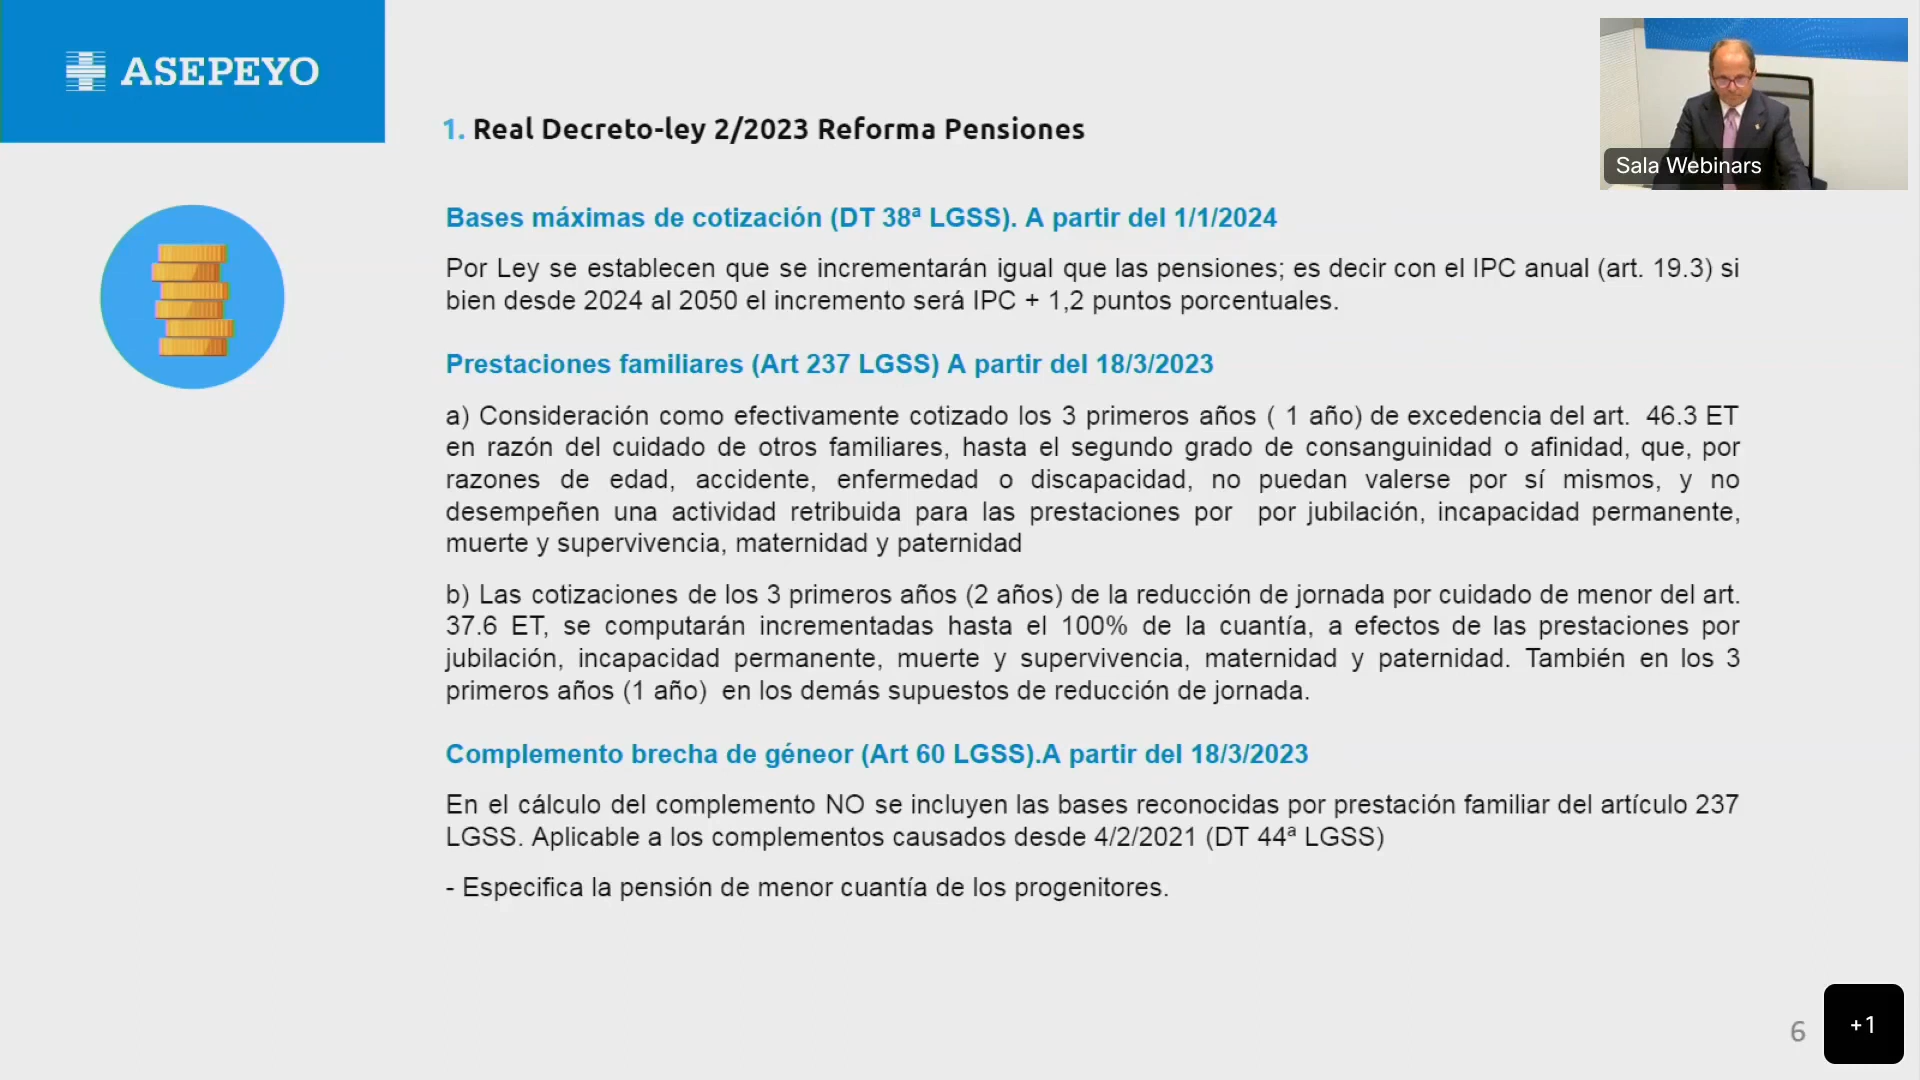 ASEPEYO
1. Real Decreto-ley 2/2023 Reforma Pensiones
Sala Webinars
Bases máximas de cotización (DT 38ª LGSS). A partir del 1/1/2024
Por Ley se establecen que se incrementarán igual que las pensiones; es decir con el IPC anual (art. 19.3) si
bien desde 2024 al 2050 el incremento será IPC + 1,2 puntos porcentuales.
Prestaciones familiares (Art 237 LGSS) A partir del 18/3/2023
a) Consideración como efectivamente cotizado los 3 primeros años ( 1 año) de excedencia del art. 46.3 ET
en razón del cuidado de otros familiares, hasta el segundo grado de consanguinidad o afinidad, que, por
razones de edad, accidente, enfermedad o discapacidad, no puedan valerse por sí mismos, y no
desempeñen una actividad retribuida para las prestaciones por por jubilación, incapacidad permanente,
muerte y supervivencia, maternidad y paternidad
b) Las cotizaciones de los 3 primeros años (2 años) de la reducción de jornada por cuidado de menor del art.
37.6 ET, se computarán incrementadas hasta el 100% de la cuantía, a efectos de las prestaciones por
jubilación, incapacidad permanente, muerte y supervivencia, maternidad y paternidad. También en los 3
primeros años (1 año) en los demás supuestos de reducción de jornada.
Complemento brecha de géneor (Art 60 LGSS).A partir del 18/3/2023
En el cálculo del complemento NO se incluyen las bases reconocidas por prestación familiar del artículo 237
LGSS. Aplicable a los complementos causados desde 4/2/2021 (DT 44ª LGSS)
- Especifica la pensión de menor cuantía de los progenitores.
6
+1